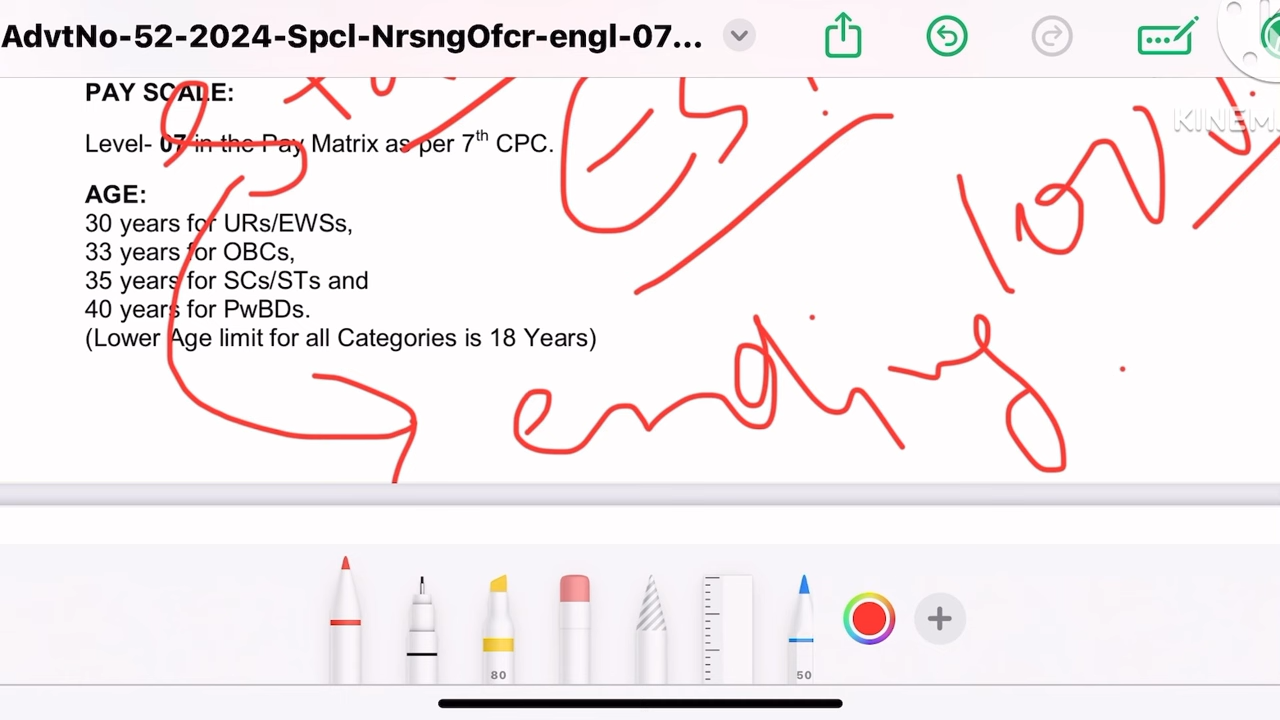 AdvtNo-52-2024-Spcl-NrsngOfcr-engl-07...
KINEM
PAY SCALE:
Level- 07 in the Pay Matrix as per 7th CPC.
AGE:
30 years for URs/EWSs,
33 years for OBCs,
35 years for SCs/STs and
40 years for PwBDs.
(Lower Age limit for all Categories is 18 Years)
ending
80
50